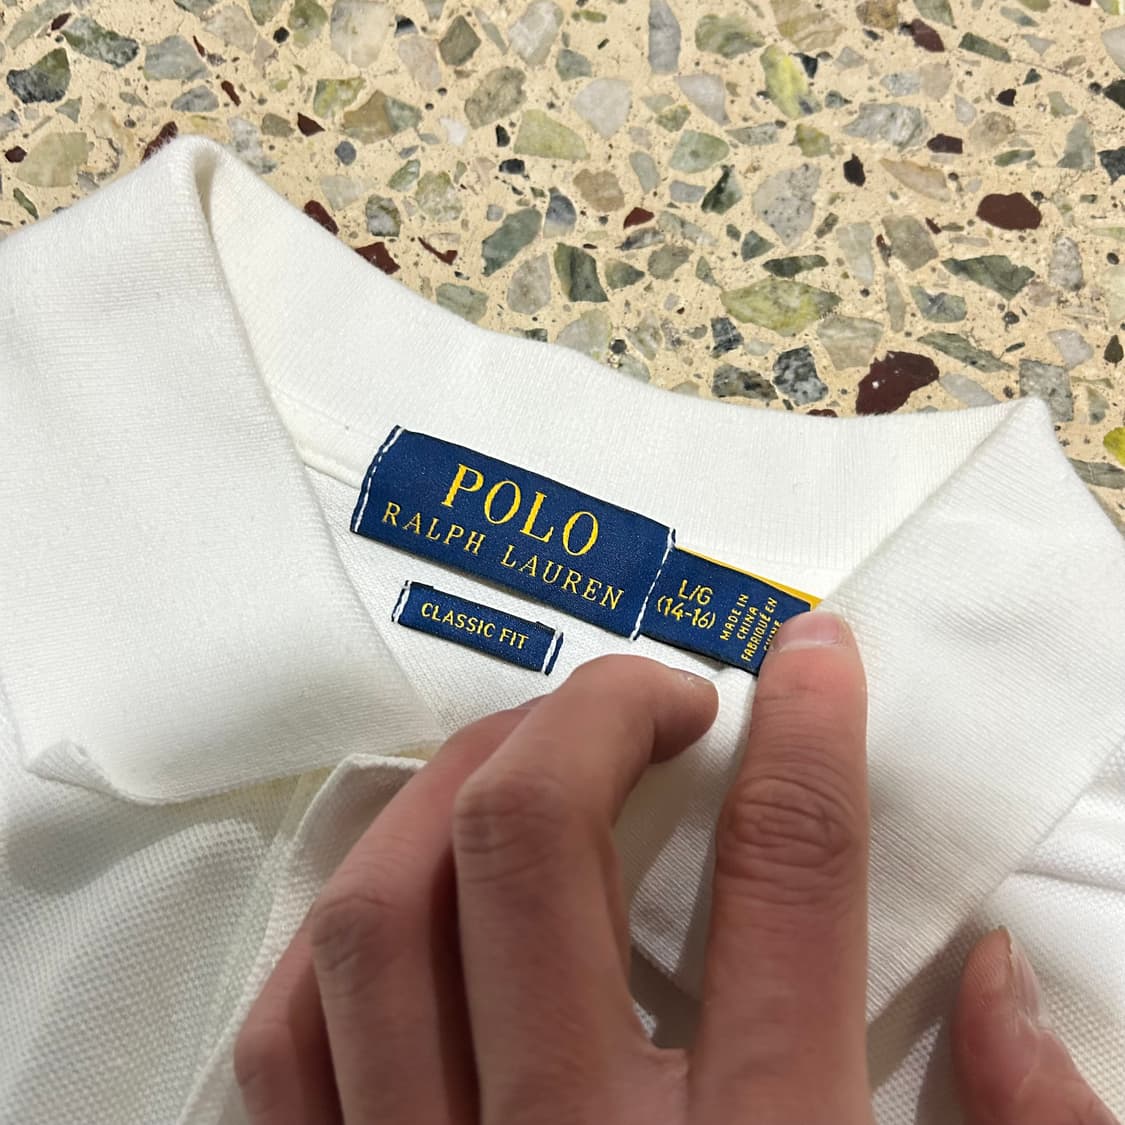 POLO
RALPH LAUREN
L/G
(14-16)
MADE IN
CHINA
FABRIQUÉ EN
CLASSIC FIT